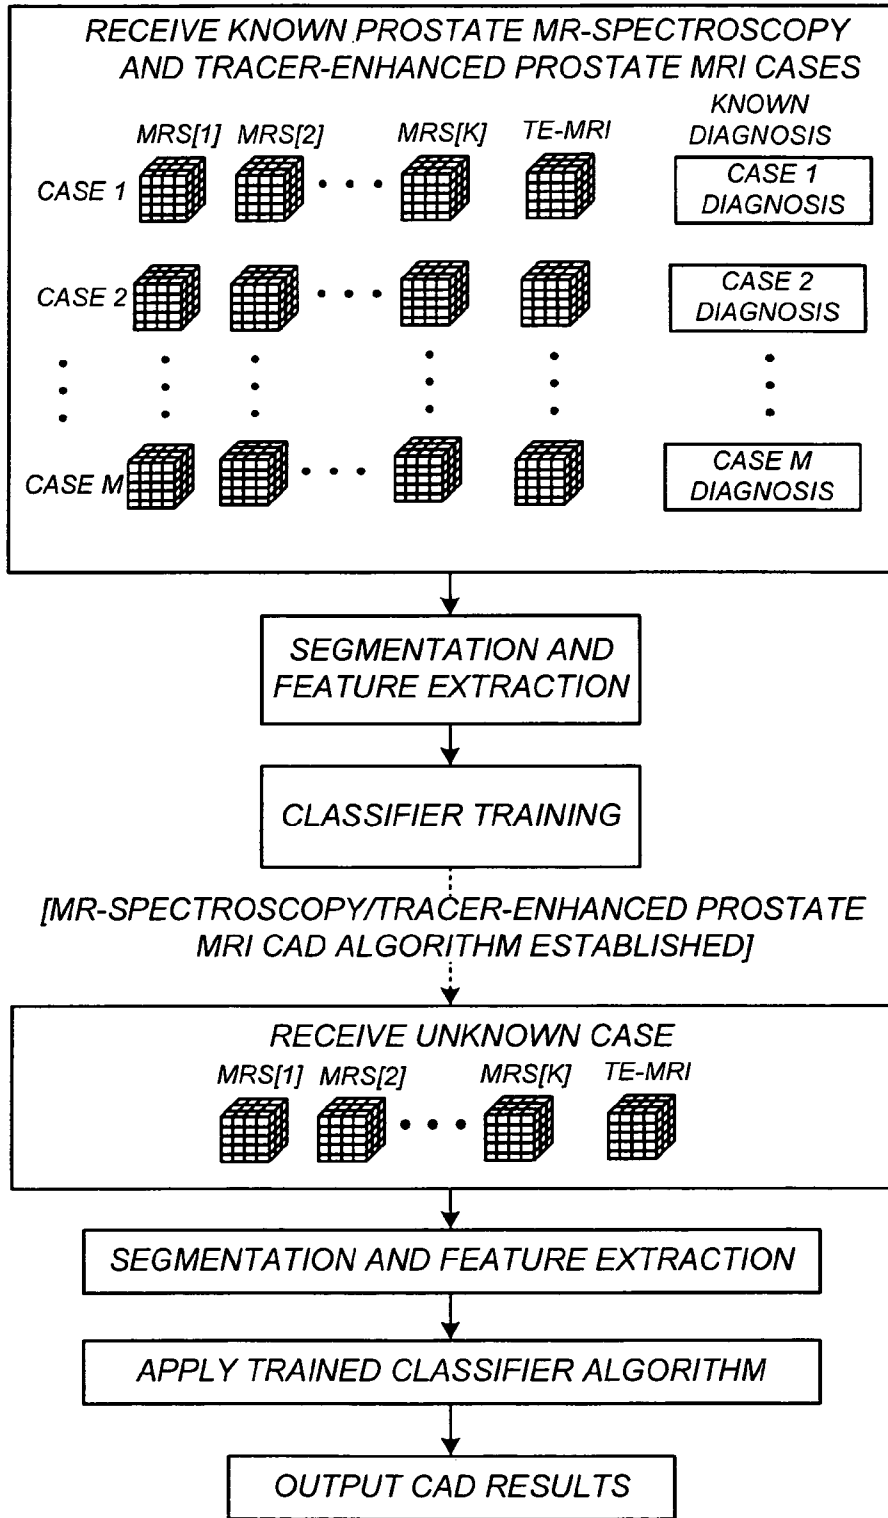 RECEIVE KNOWN PROSTATE MR-SPECTROSCOPY
AND TRACER-ENHANCED PROSTATE MRI CASES
KNOWN
DIAGNOSIS
MRS[1] MRS[2] MRS[K] TE-MRI
CASE 1
CASE 1
DIAGNOSIS
CASE 2
CASE 2
DIAGNOSIS
CASE M
CASE M
DIAGNOSIS
SEGMENTATION AND
FEATURE EXTRACTION
CLASSIFIER TRAINING
[MR-SPECTROSCOPY/TRACER-ENHANCED PROSTATE
MRI CAD ALGORITHM ESTABLISHED]
RECEIVE UNKNOWN CASE
MRS[1] MRS[2] MRS[K] TE-MRI
SEGMENTATION AND FEATURE EXTRACTION
APPLY TRAINED CLASSIFIER ALGORITHM
OUTPUT CAD RESULTS